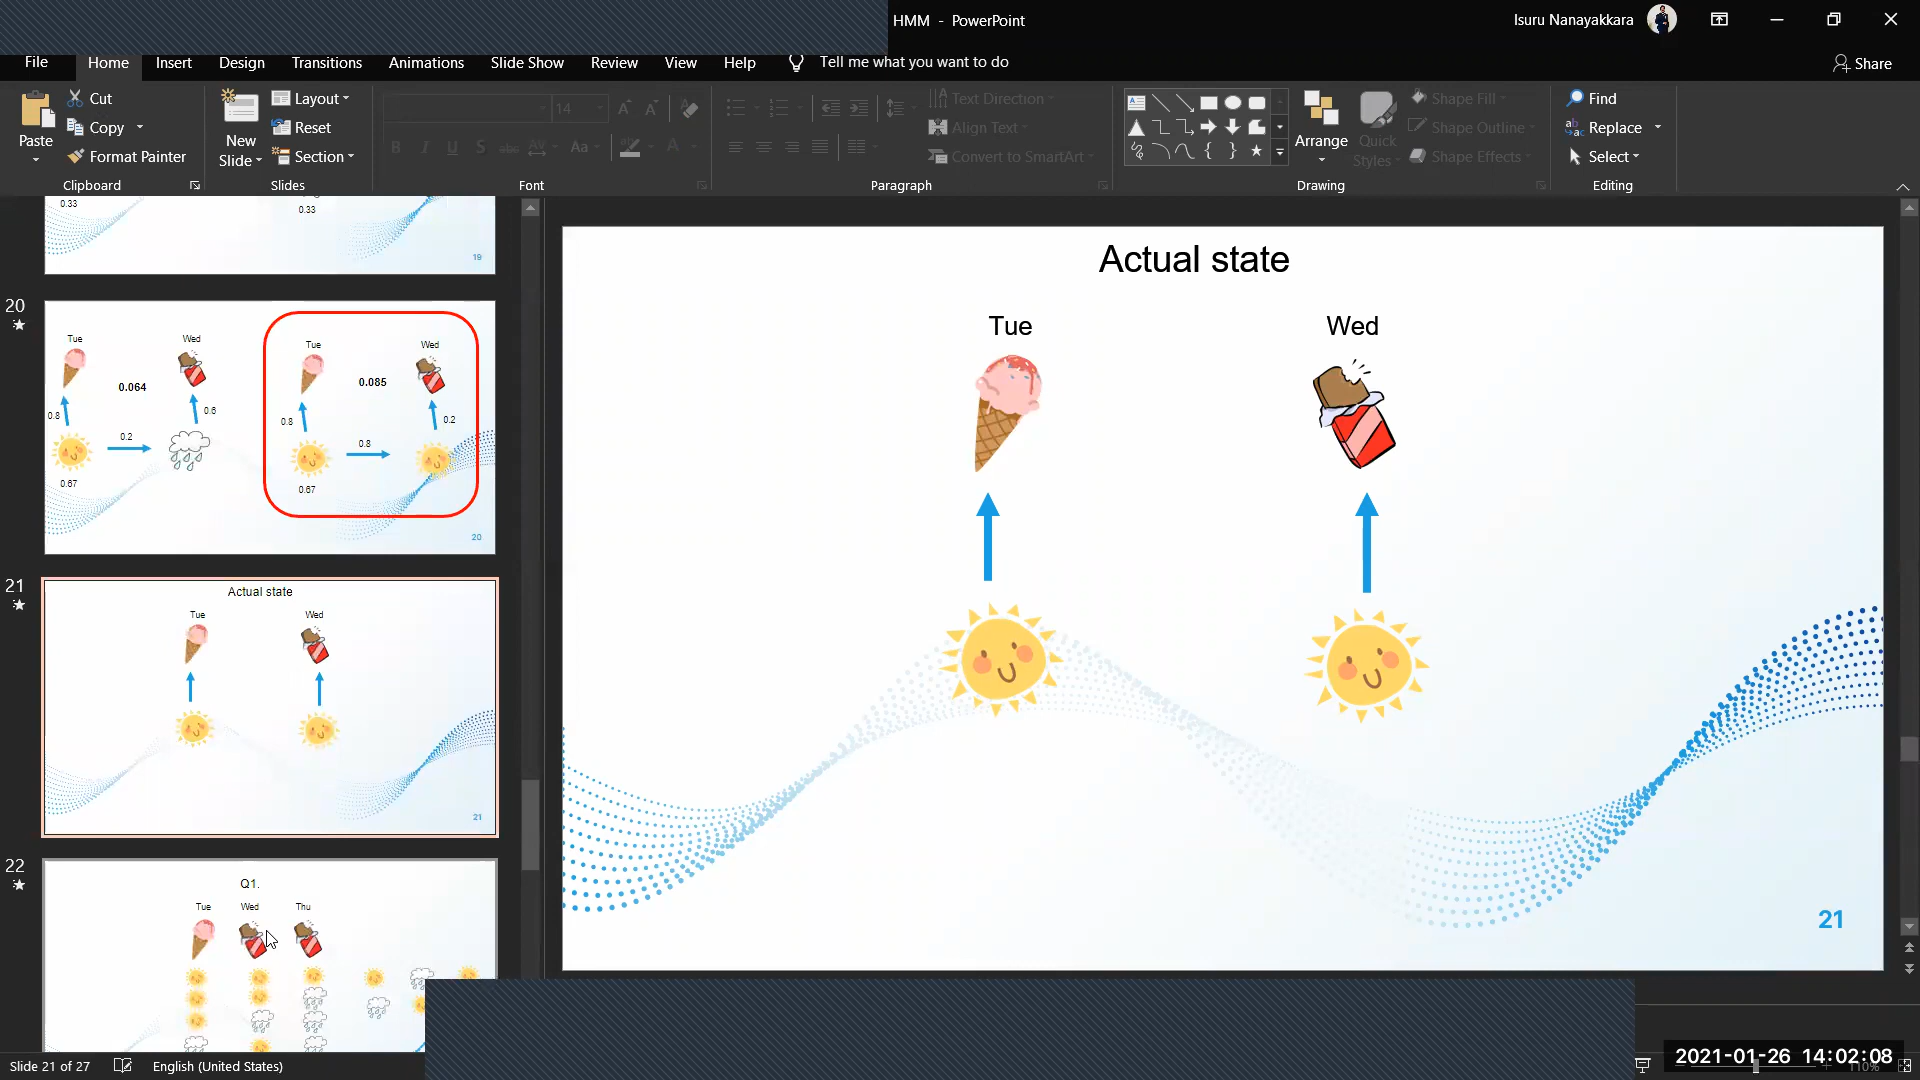 HMM - PowerPoint
Isuru Nanayakkara
File Home Insert Design Transitions Animations Slide Show Review View Help Tell me what you want to do
Share
Paste
Cut
Copy
Format Painter
Clipboard
New Slide
Layout
Reset
Section
Slides
14
Aa
Font
Text Direction
Align Text
Convert to SmartArt
Paragraph
Arrange
Quick Styles
Shape Fill
Shape Outline
Shape Effects
Drawing
Find
Replace
Select
Editing
0.33
0.33
19
20
Tue
Wed
0.064
0.8
0.6
0.2
0.67
Tue
Wed
0.085
0.8
0.2
0.8
0.67
20
21
Actual state
Tue
Wed
21
22
Q1.
Tue
Wed
Thu
Actual state
Tue
Wed
21
Slide 21 of 27
English (United States)
2021-01-26 14:02:08
110%